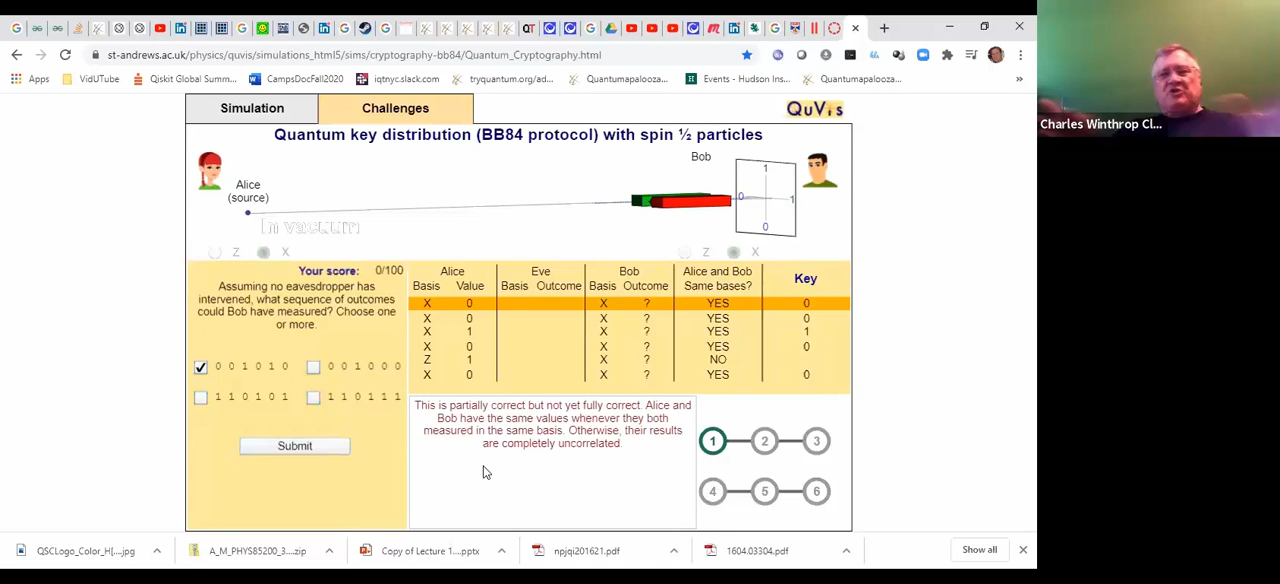 st-andrews.ac.uk/physics/quvis/simulations_html5/sims/cryptography-bb84/Quantum_Cryptography.html
Apps VidUTube Qiskit Global Summ... CampsDocFall2020 iqtnyc.slack.com tryquantum.org/ad... Quantumapalooza... Events - Hudson Ins... Quantumapalooza... »
Charles Winthrop Cl...
Simulation Challenges QuVis
Quantum key distribution (BB84 protocol) with spin ½ particles
Bob
Alice
(source)
1
0 1
0
In vacuum
Z X Z X
Your score: 0/100
Assuming no eavesdropper has
intervened, what sequence of outcomes
could Bob have measured? Choose one
or more.
0 0 1 0 1 0 0 0 1 0 0 0
1 1 0 1 0 1 1 1 0 1 1 1
Submit
Alice Eve Bob Alice and Bob Key
Basis Value Basis Outcome Basis Outcome Same bases?
X 0 X ? YES 0
X 0 X ? YES 0
X 1 X ? YES 1
X 0 X ? YES 0
Z 1 X ? NO
X 0 X ? YES 0
This is partially correct but not yet fully correct. Alice and
Bob have the same values whenever they both
measured in the same basis. Otherwise, their results
are completely uncorrelated.
1 2 3
4 5 6
QSCLogo_Color_H[....jpg A_M_PHYS85200_3....zip Copy of Lecture 1....pptx npjqi201621.pdf 1604.03304.pdf Show all